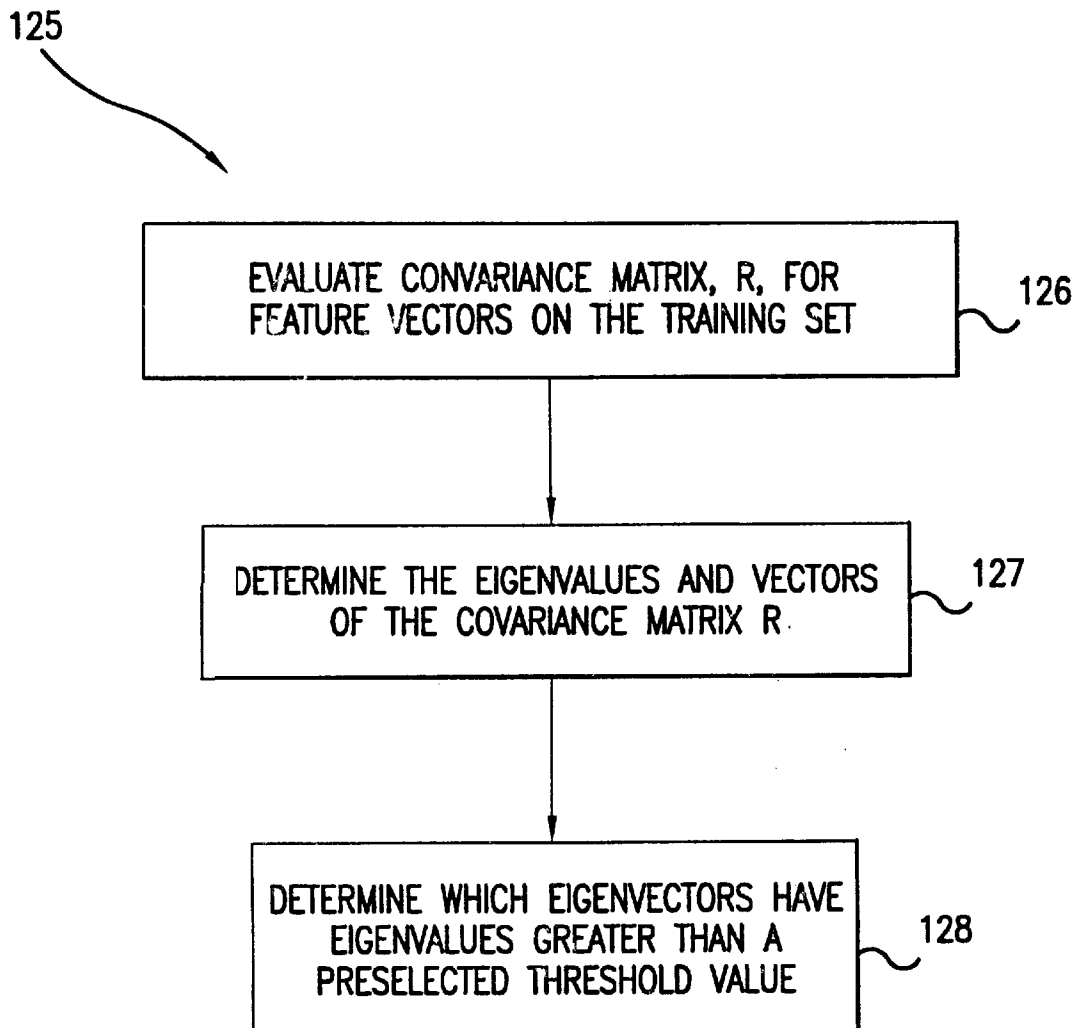 125
EVALUATE CONVARIANCE MATRIX, R, FOR
FEATURE VECTORS ON THE TRAINING SET
126
DETERMINE THE EIGENVALUES AND VECTORS
OF THE COVARIANCE MATRIX R.
127
DETERMINE WHICH EIGENVECTORS HAVE
EIGENVALUES GREATER THAN A
PRESELECTED THRESHOLD VALUE
128